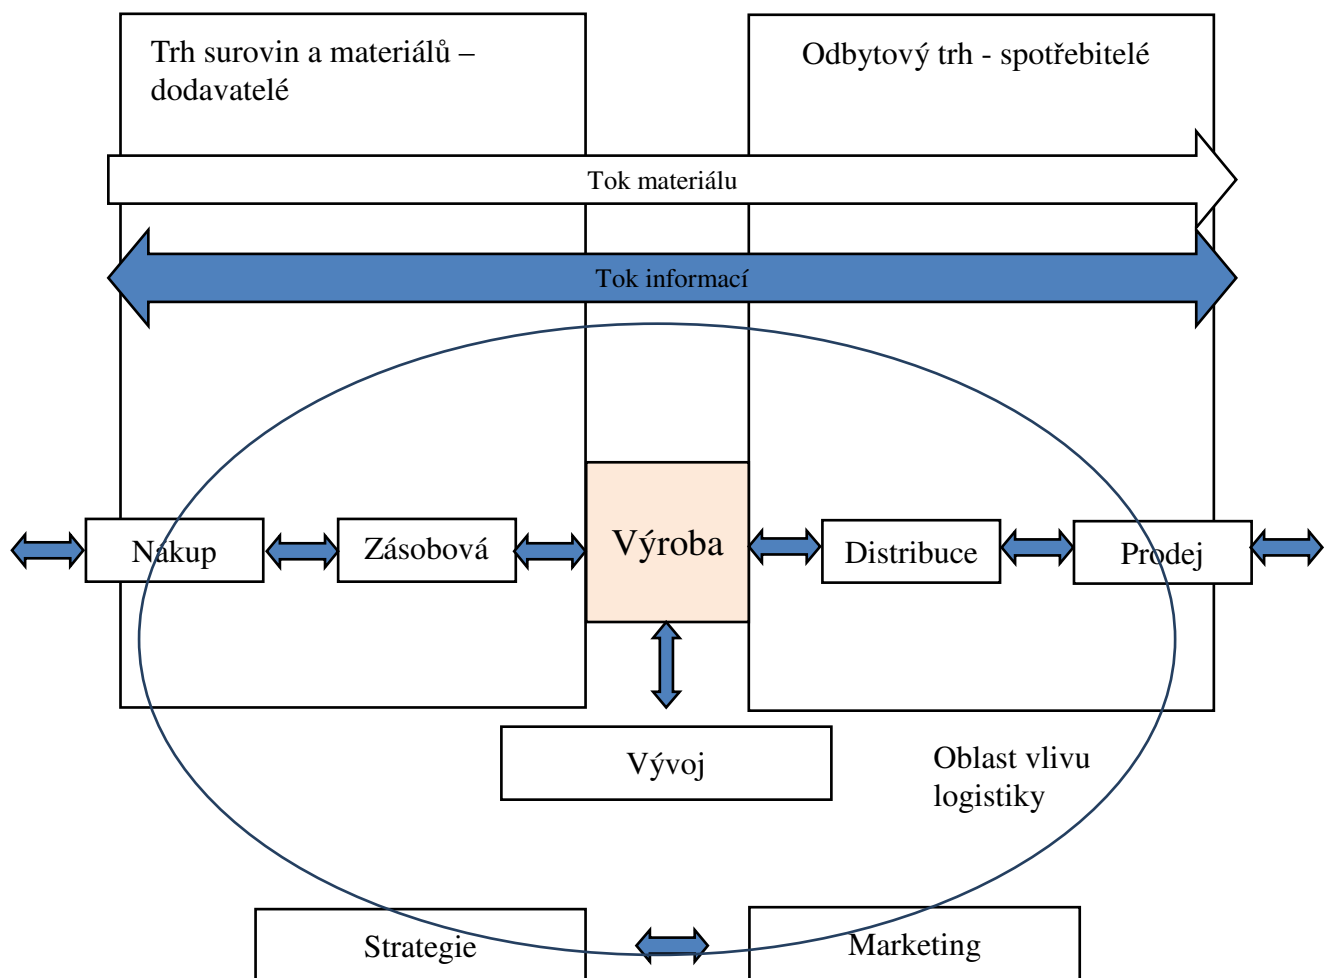 Trh surovin a materiálů –
dodavatelé
Odbytový trh - spotřebitelé
Tok materiálu
Tok informací
Nákup
Zásobová
Výroba
Distribuce
Prodej
Vývoj
Oblast vlivu
logistiky
Strategie
Marketing